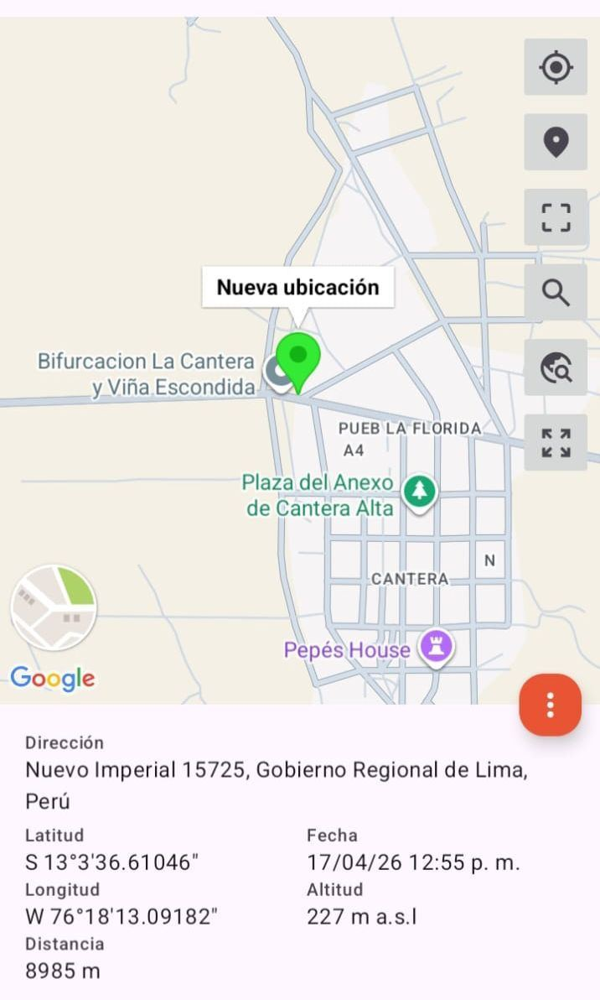 Nueva ubicación
Bifurcacion La Cantera
y Viña Escondida
PUEB LA FLORIDA
A4
Plaza del Anexo
de Cantera Alta
N
CANTERA
Pepés House
Google
Dirección
Nuevo Imperial 15725, Gobierno Regional de Lima,
Perú
Latitud
S 13°3'36.61046"
Fecha
17/04/26 12:55 p. m.
Longitud
W 76°18'13.09182"
Altitud
227 m a.s.l
Distancia
8985 m